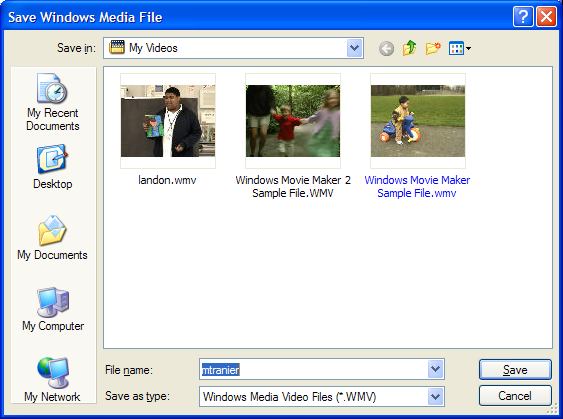 Save Windows Media File
Save in:
My Videos
My Recent
Documents
Desktop
My Documents
My Computer
My Network
landon.wmv
Windows Movie Maker 2
Sample File.WMV
Windows Movie Maker
Sample File.wmv
File name:
mtranier
Save
Save as type:
Windows Media Video Files (*.WMV)
Cancel